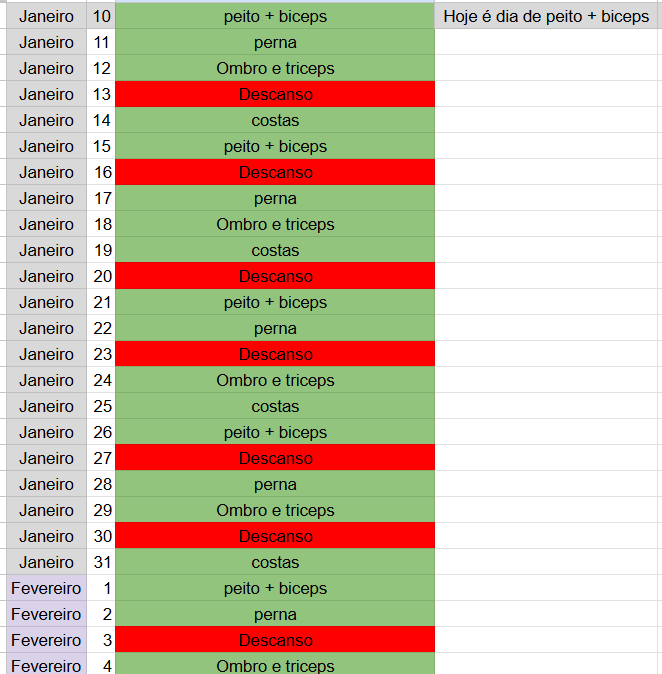 Janeiro 10 peito + biceps Hoje é dia de peito + biceps
Janeiro 11 perna
Janeiro 12 Ombro e triceps
Janeiro 13 Descanso
Janeiro 14 costas
Janeiro 15 peito + biceps
Janeiro 16 Descanso
Janeiro 17 perna
Janeiro 18 Ombro e triceps
Janeiro 19 costas
Janeiro 20 Descanso
Janeiro 21 peito + biceps
Janeiro 22 perna
Janeiro 23 Descanso
Janeiro 24 Ombro e triceps
Janeiro 25 costas
Janeiro 26 peito + biceps
Janeiro 27 Descanso
Janeiro 28 perna
Janeiro 29 Ombro e triceps
Janeiro 30 Descanso
Janeiro 31 costas
Fevereiro 1 peito + biceps
Fevereiro 2 perna
Fevereiro 3 Descanso
Fevereiro 4 Ombro e triceps